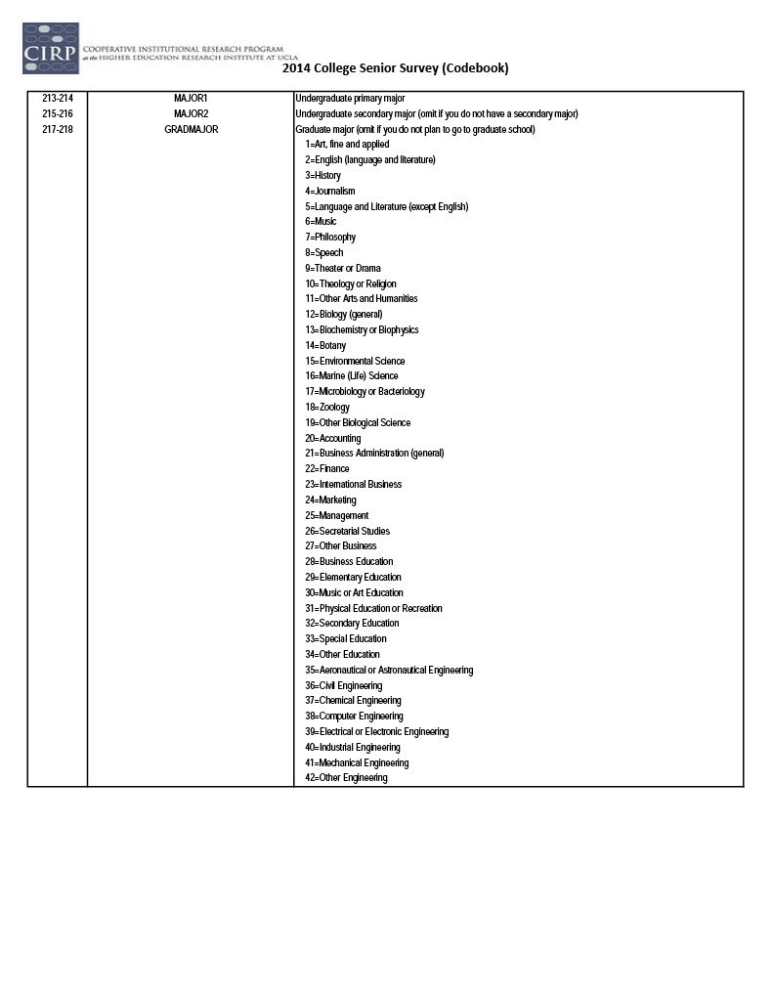 CIRP
COOPERATIVE INSTITUTIONAL RESEARCH PROGRAM
at the HIGHER EDUCATION RESEARCH INSTITUTE AT UCLA
2014 College Senior Survey (Codebook)
213-214 MAJOR1 Undergraduate primary major
215-216 MAJOR2 Undergraduate secondary major (omit if you do not have a secondary major)
217-218 GRADMAJOR Graduate major (omit if you do not plan to go to graduate school)
1=Art, fine and applied
2=English (language and literature)
3=History
4=Journalism
5=Language and Literature (except English)
6=Music
7=Philosophy
8=Speech
9=Theater or Drama
10=Theology or Religion
11=Other Arts and Humanities
12=Biology (general)
13=Biochemistry or Biophysics
14=Botany
15=Environmental Science
16=Marine (Life) Science
17=Microbiology or Bacteriology
18=Zoology
19=Other Biological Science
20=Accounting
21=Business Administration (general)
22=Finance
23=International Business
24=Marketing
25=Management
26=Secretarial Studies
27=Other Business
28=Business Education
29=Elementary Education
30=Music or Art Education
31=Physical Education or Recreation
32=Secondary Education
33=Special Education
34=Other Education
35=Aeronautical or Astronautical Engineering
36=Civil Engineering
37=Chemical Engineering
38=Computer Engineering
39=Electrical or Electronic Engineering
40=Industrial Engineering
41=Mechanical Engineering
42=Other Engineering